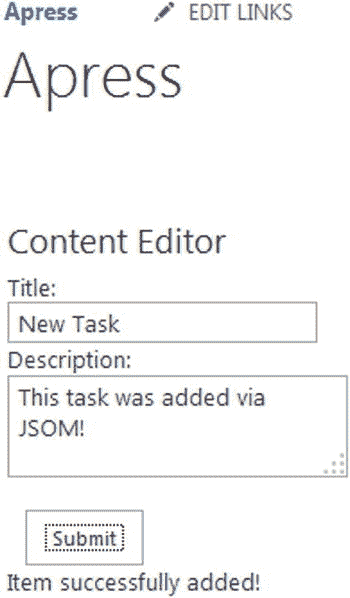 Apress EDIT LINKS
Apress
Content Editor
Title:
New Task
Description:
This task was added via
JSOM!
Submit
Item successfully added!